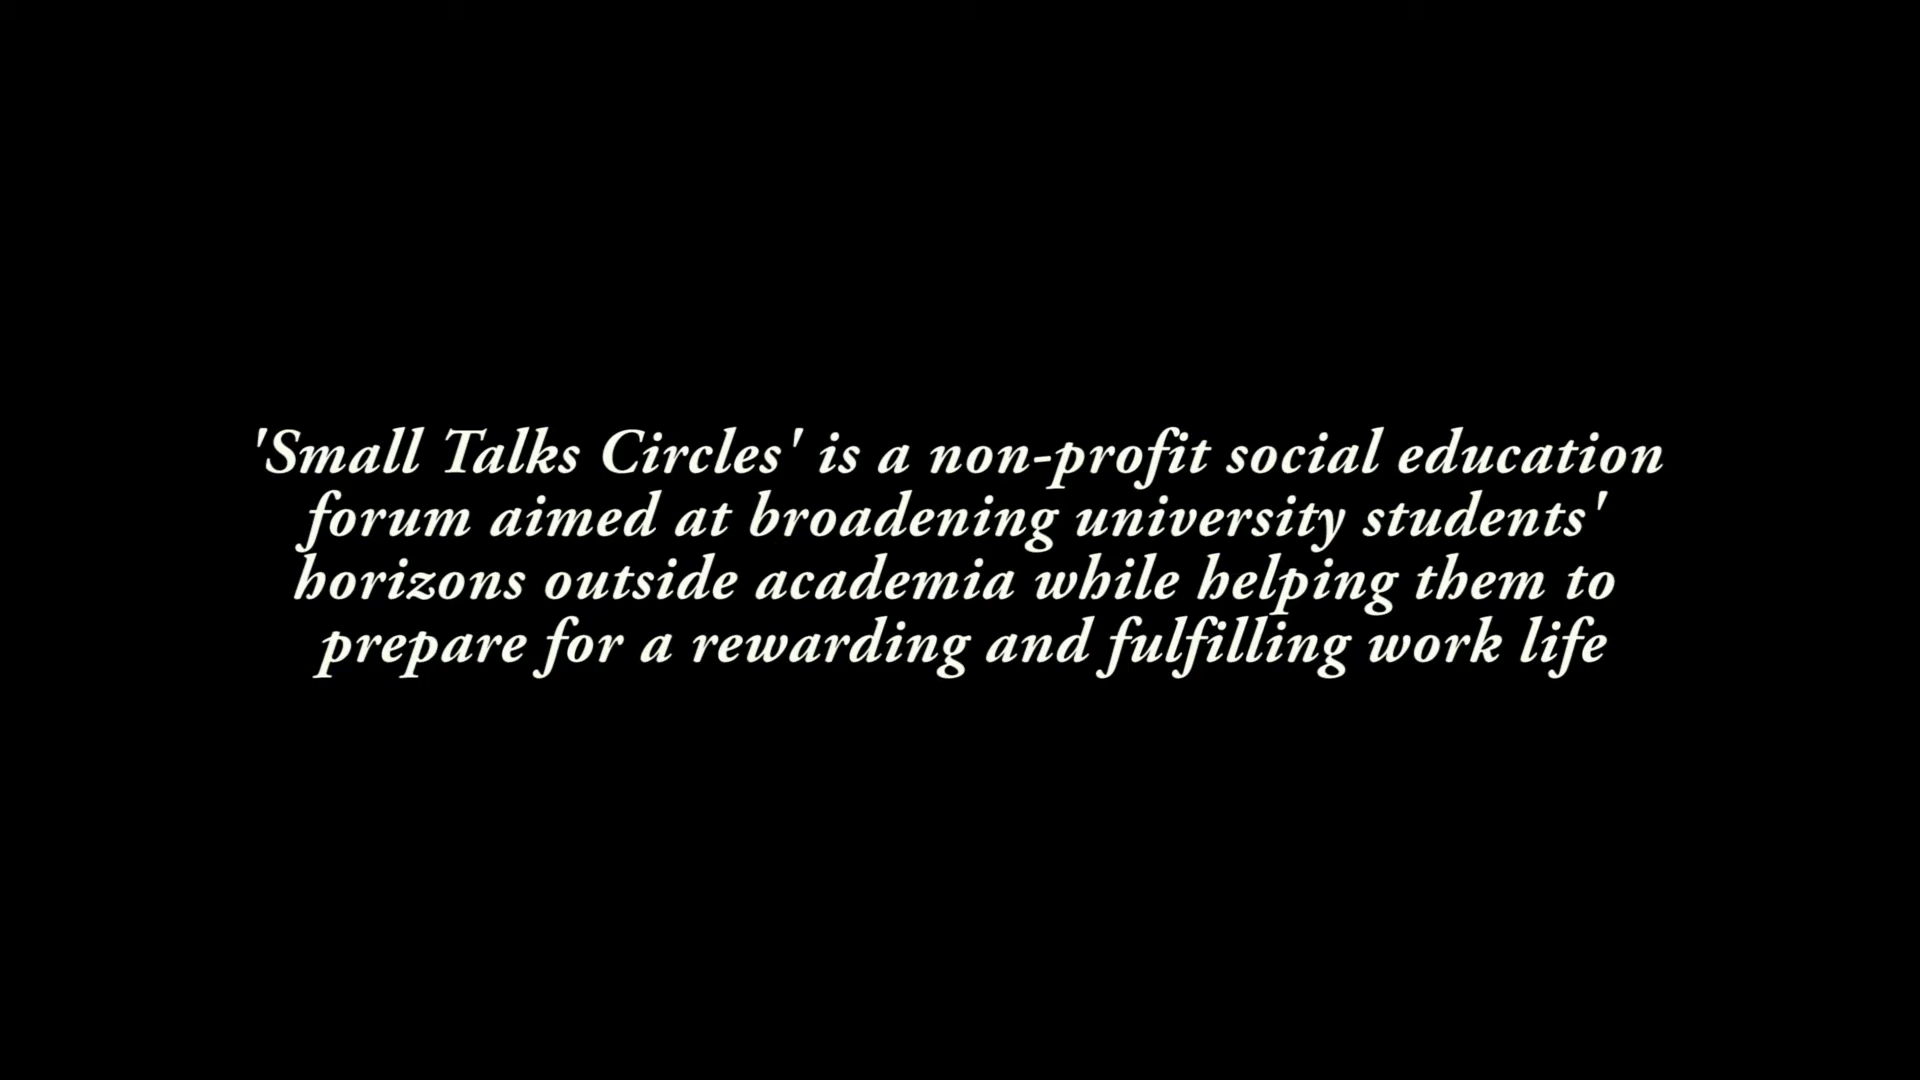 'Small Talks Circles' is a non-profit social education
forum aimed at broadening university students'
horizons outside academia while helping them to
prepare for a rewarding and fulfilling work life